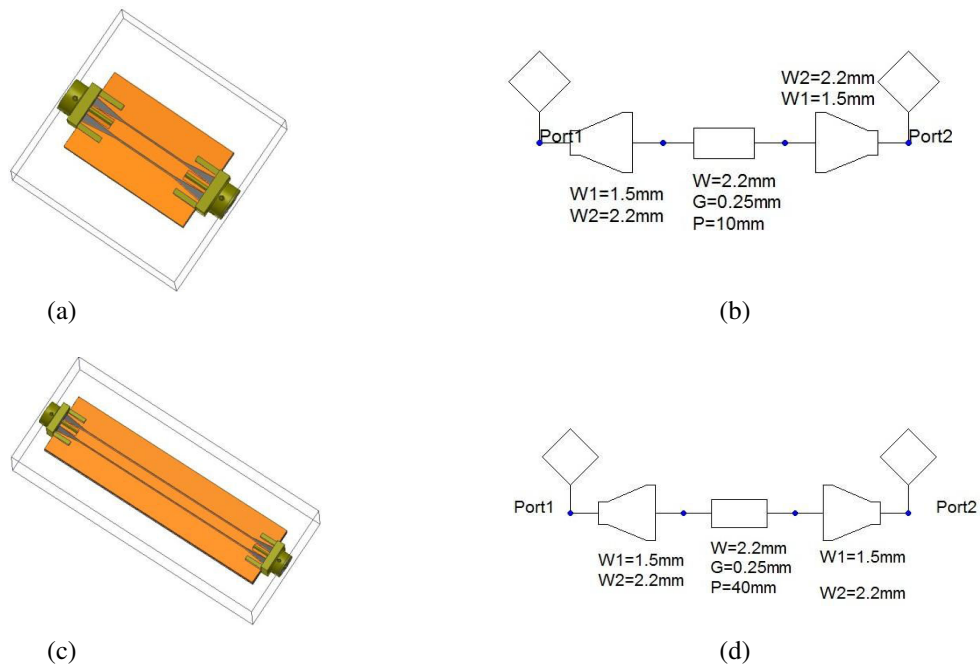 W2=2.2mm
W1=1.5mm
Port1
Port2
W1=1.5mm
W2=2.2mm
W=2.2mm
G=0.25mm
P=10mm
(a)
(b)
Port1
Port2
W1=1.5mm
W2=2.2mm
W=2.2mm
G=0.25mm
P=40mm
W1=1.5mm
W2=2.2mm
(c)
(d)